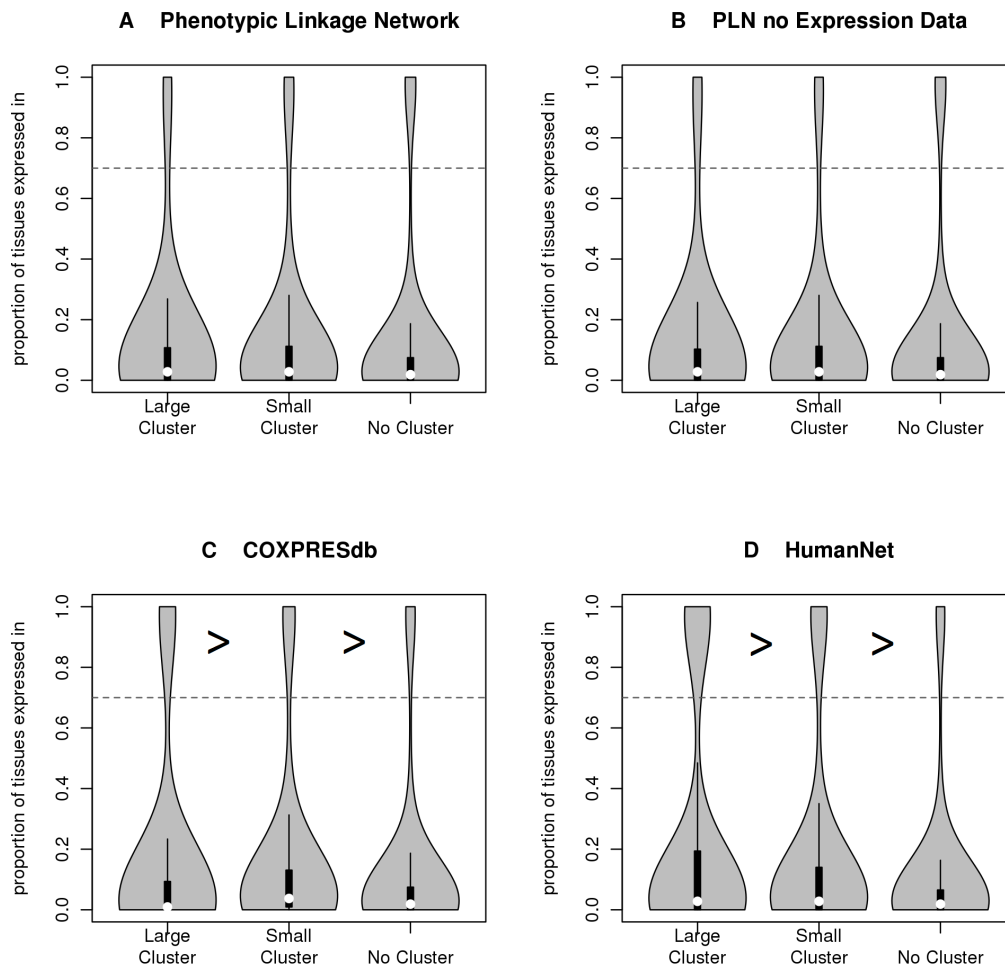 A Phenotypic Linkage Network
proportion of tissues expressed in
1.0
0.8
0.6
0.4
0.2
0.0
Large Cluster
Small Cluster
No Cluster
B PLN no Expression Data
proportion of tissues expressed in
1.0
0.8
0.6
0.4
0.2
0.0
Large Cluster
Small Cluster
No Cluster
C COXPRESdb
proportion of tissues expressed in
1.0
0.8
0.6
0.4
0.2
0.0
> >
Large Cluster
Small Cluster
No Cluster
D HumanNet
proportion of tissues expressed in
1.0
0.8
0.6
0.4
0.2
0.0
> >
Large Cluster
Small Cluster
No Cluster